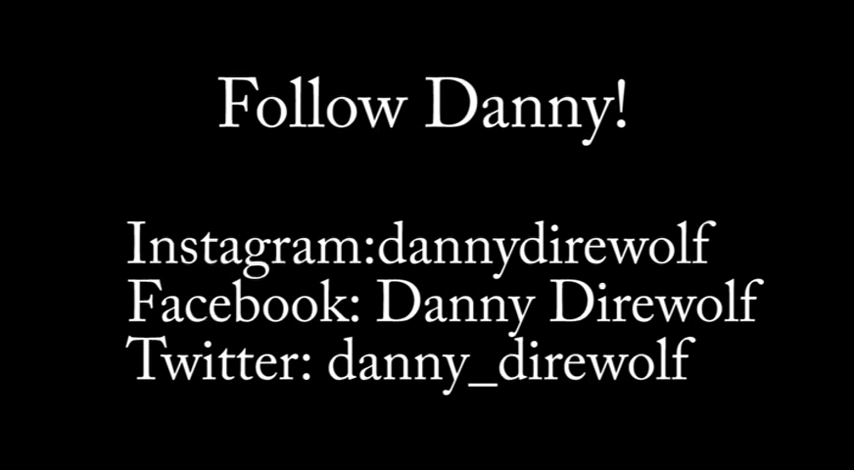 Follow Danny!
Instagram:dannydirewolf
Facebook: Danny Direwolf
Twitter: danny_direwolf